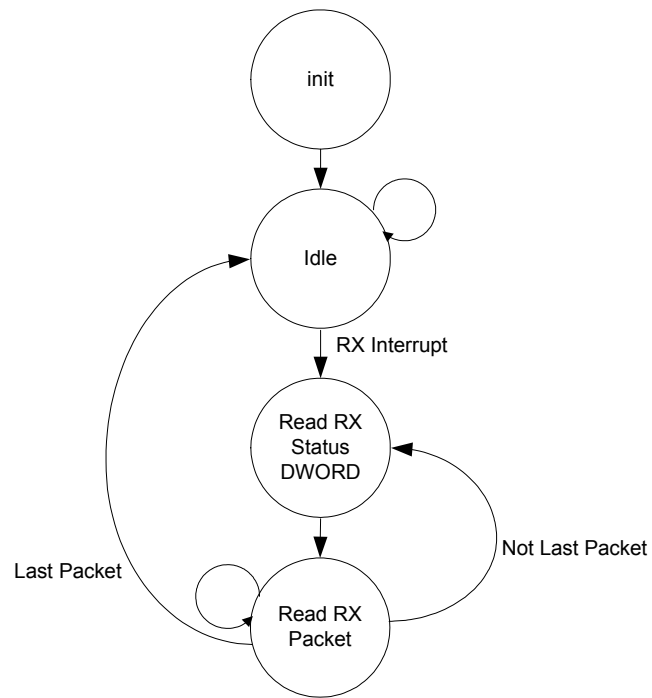 init
Idle
RX Interrupt
Read RX
Status
DWORD
Not Last Packet
Last Packet
Read RX
Packet